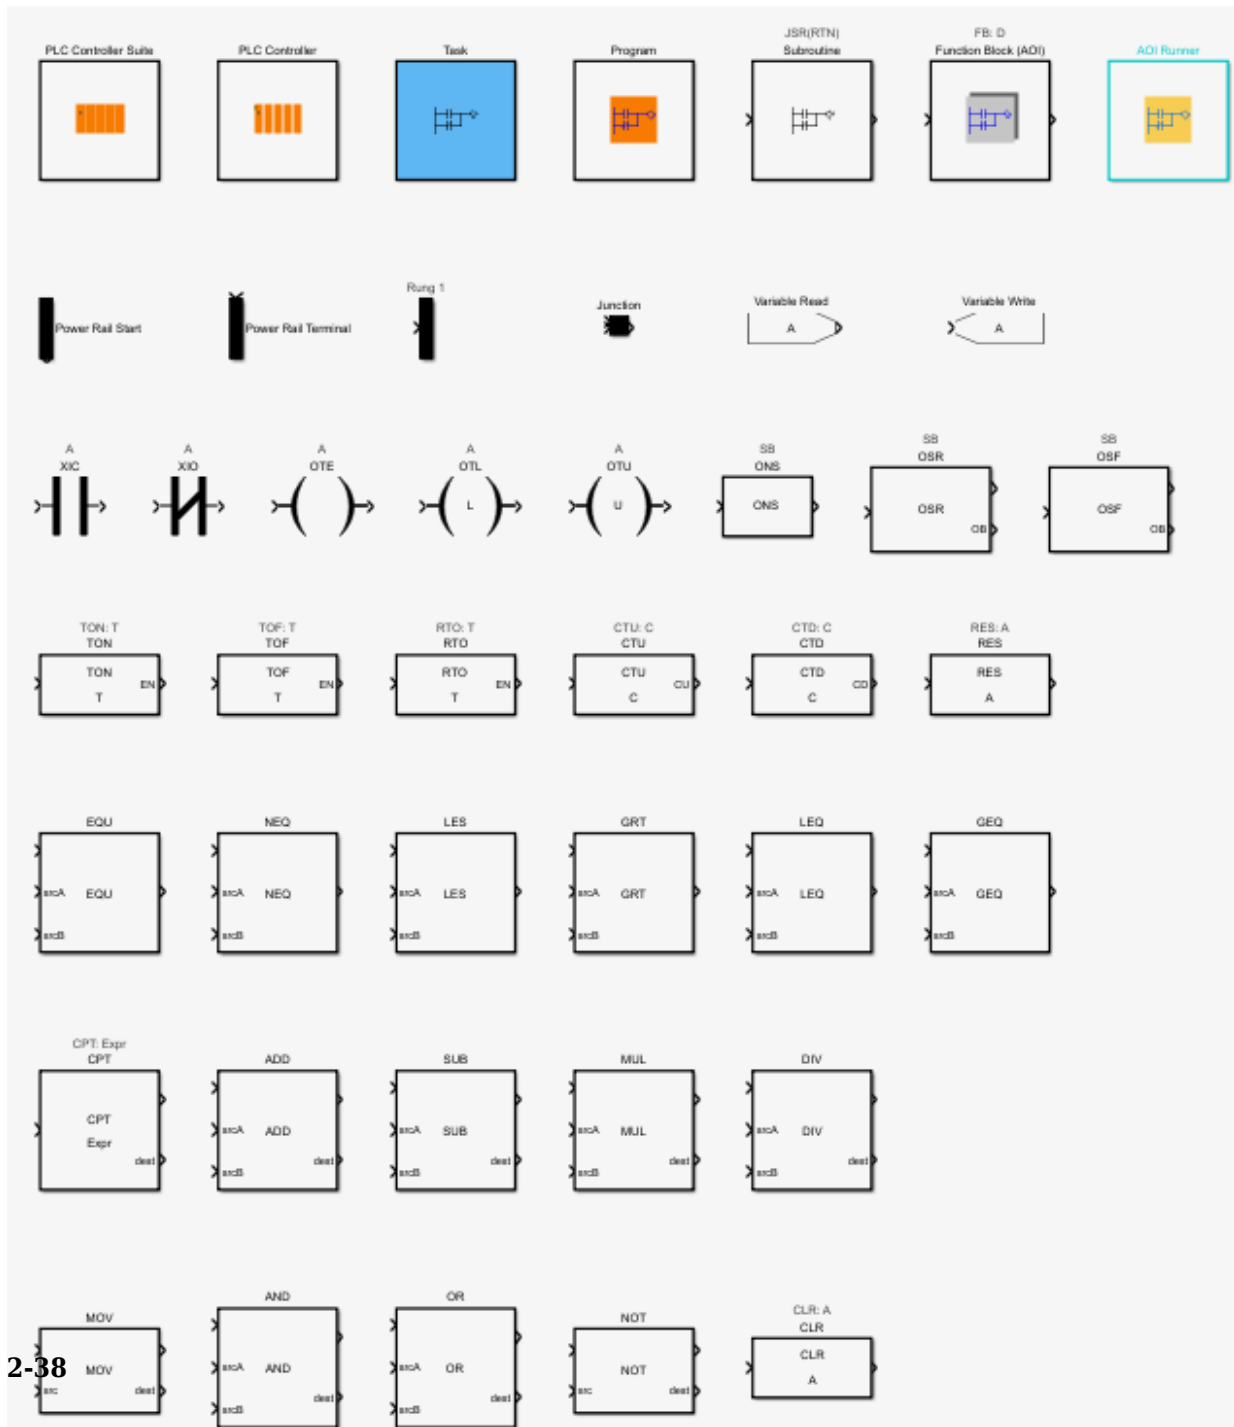 JSR(RTN) FB: D
PLC Controller Suite PLC Controller Task Program Subroutine Function Block (AOI) AOI Runner
Rung 1
Power Rail Start Power Rail Terminal Junction Variable Read Variable Write
A A
A A A A A SB SB SB
XIC XIO OTE OTL OTU ONS OSR OSF
L U ONS OSR OSF
OB OB
TON: T TOF: T RTO: T CTU: C CTD: C RES: A
TON TOF RTO CTU CTD RES
TON TOF RTO CTU CTD RES
EN EN EN CU CD
T T T C C A
EQU NEQ LES GRT LEQ GEQ
srcA EQU srcA NEQ srcA LES srcA GRT srcA LEQ srcA GEQ
srcB srcB srcB srcB srcB srcB
CPT: Expr
CPT ADD SUB MUL DIV
CPT srcA ADD srcA SUB srcA MUL srcA DIV
Expr
dest dest dest dest dest
srcB srcB srcB srcB
AND OR CLR: A
MOV NOT CLR
MOV srcA AND srcA OR NOT CLR
A
src dest dest dest src dest
srcB srcB
2-38